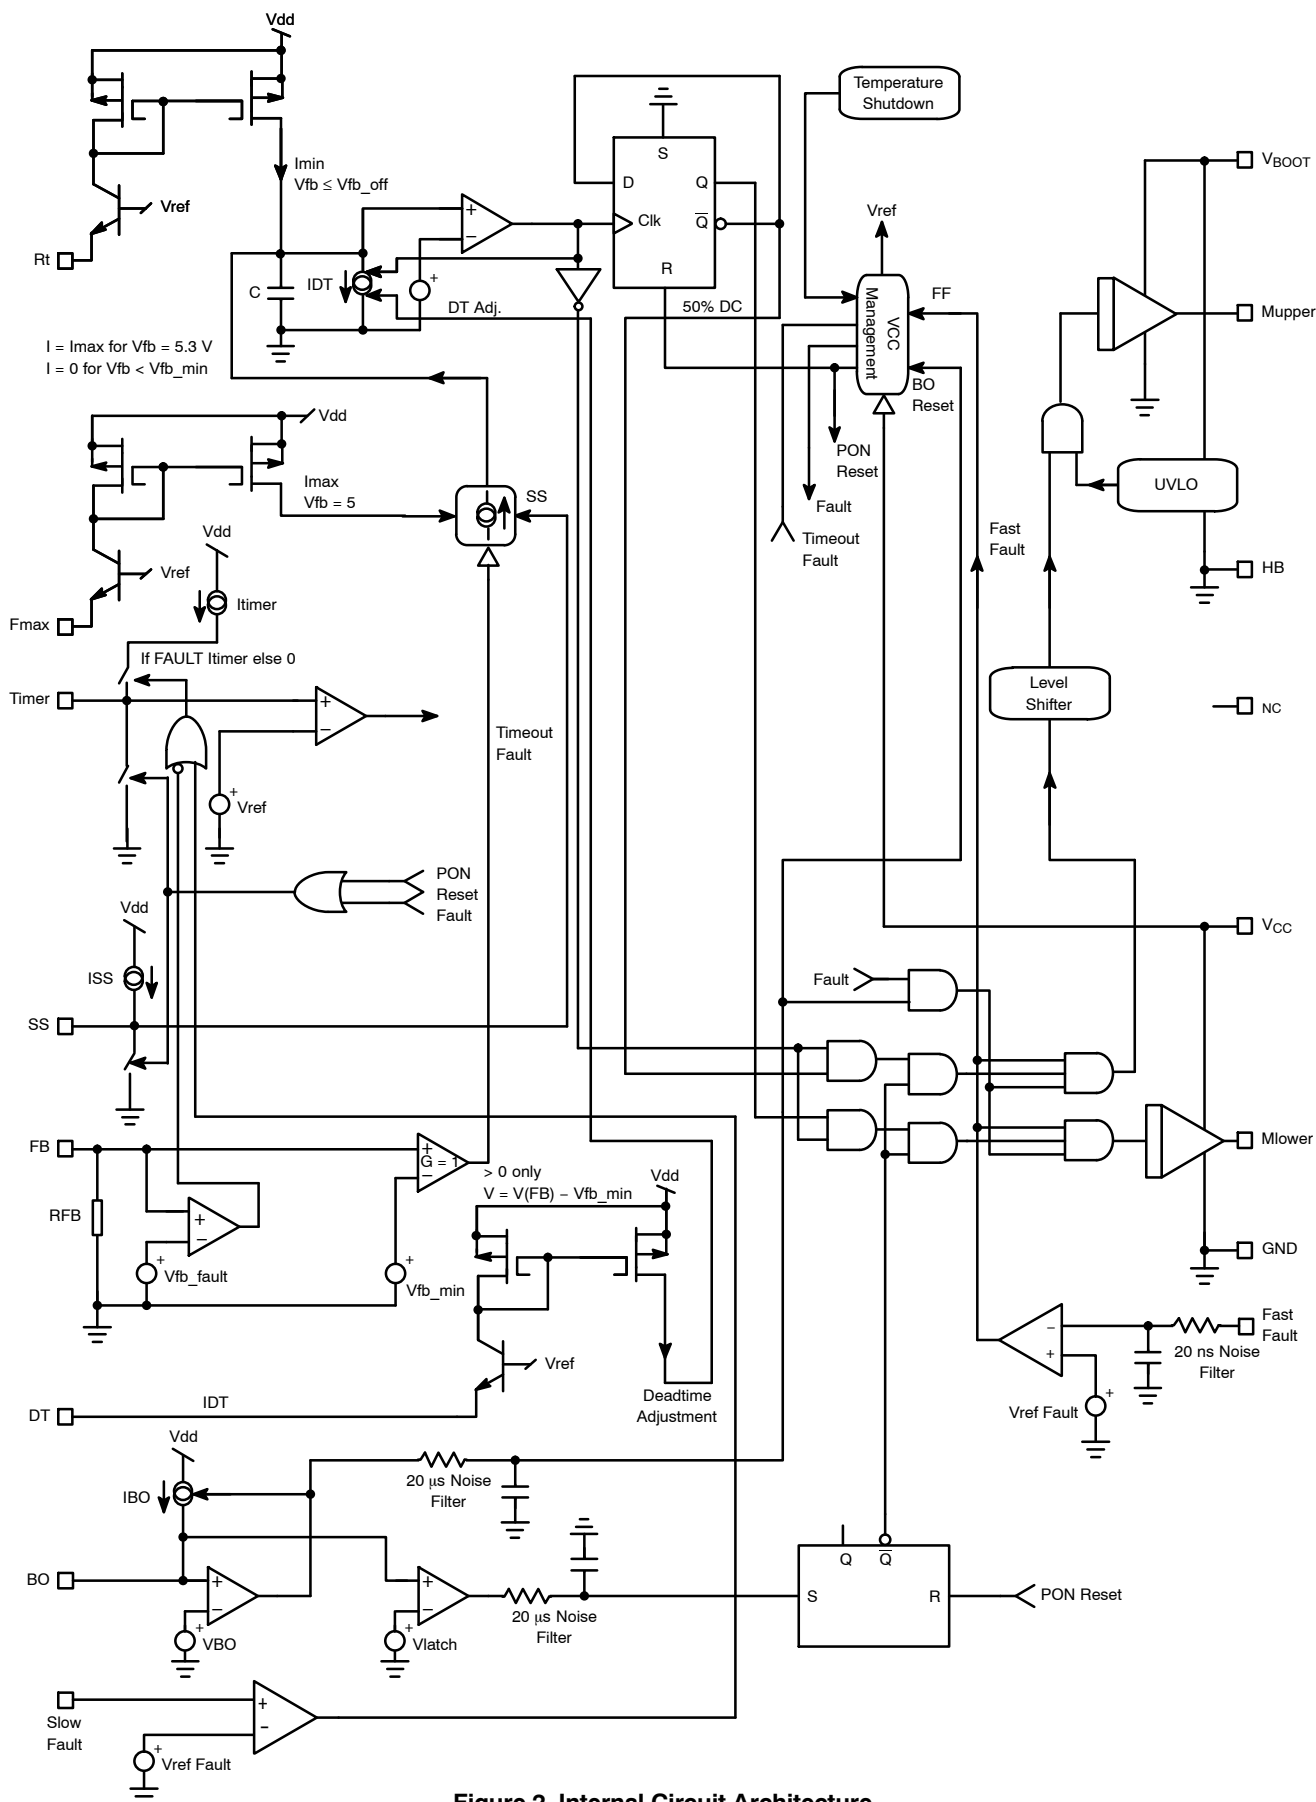 Vdd
Imin
Vfb ≤ Vfb_off
Vref
Rt
C
IDT
+
−
+
DT Adj.
S
D
Q
Clk
Q
R
50% DC
Temperature
Shutdown
Vref
VCC
Management
FF
BO
Reset
PON
Reset
Fault
Timeout
Fault
Fast
Fault
VBOOT
Mupper
UVLO
HB
Level
Shifter
NC
I = Imax for Vfb = 5.3 V
I = 0 for Vfb < Vfb_min
Vdd
Imax
Vfb = 5
SS
Vdd
Vref
Itimer
Fmax
If FAULT Itimer else 0
Timer
+
−
Timeout
Fault
+
Vref
PON
Reset
Fault
Vdd
ISS
SS
VCC
Fault
Mlower
GND
FB
+
G = 1
−
> 0 only
V = V(FB) − Vfb_min
Vdd
RFB
+
−
+
Vfb_fault
+
Vfb_min
Vref
Deadtime
Adjustment
DT
IDT
−
+
Fast
Fault
20 ns Noise
Filter
Vref Fault
+
Vdd
IBO
20 μs Noise
Filter
BO
+
−
+
VBO
+
−
+
Vlatch
20 μs Noise
Filter
Q
Q
S
R
PON Reset
Slow
Fault
+
−
+
Vref Fault
Figure 2. Internal Circuit Architecture